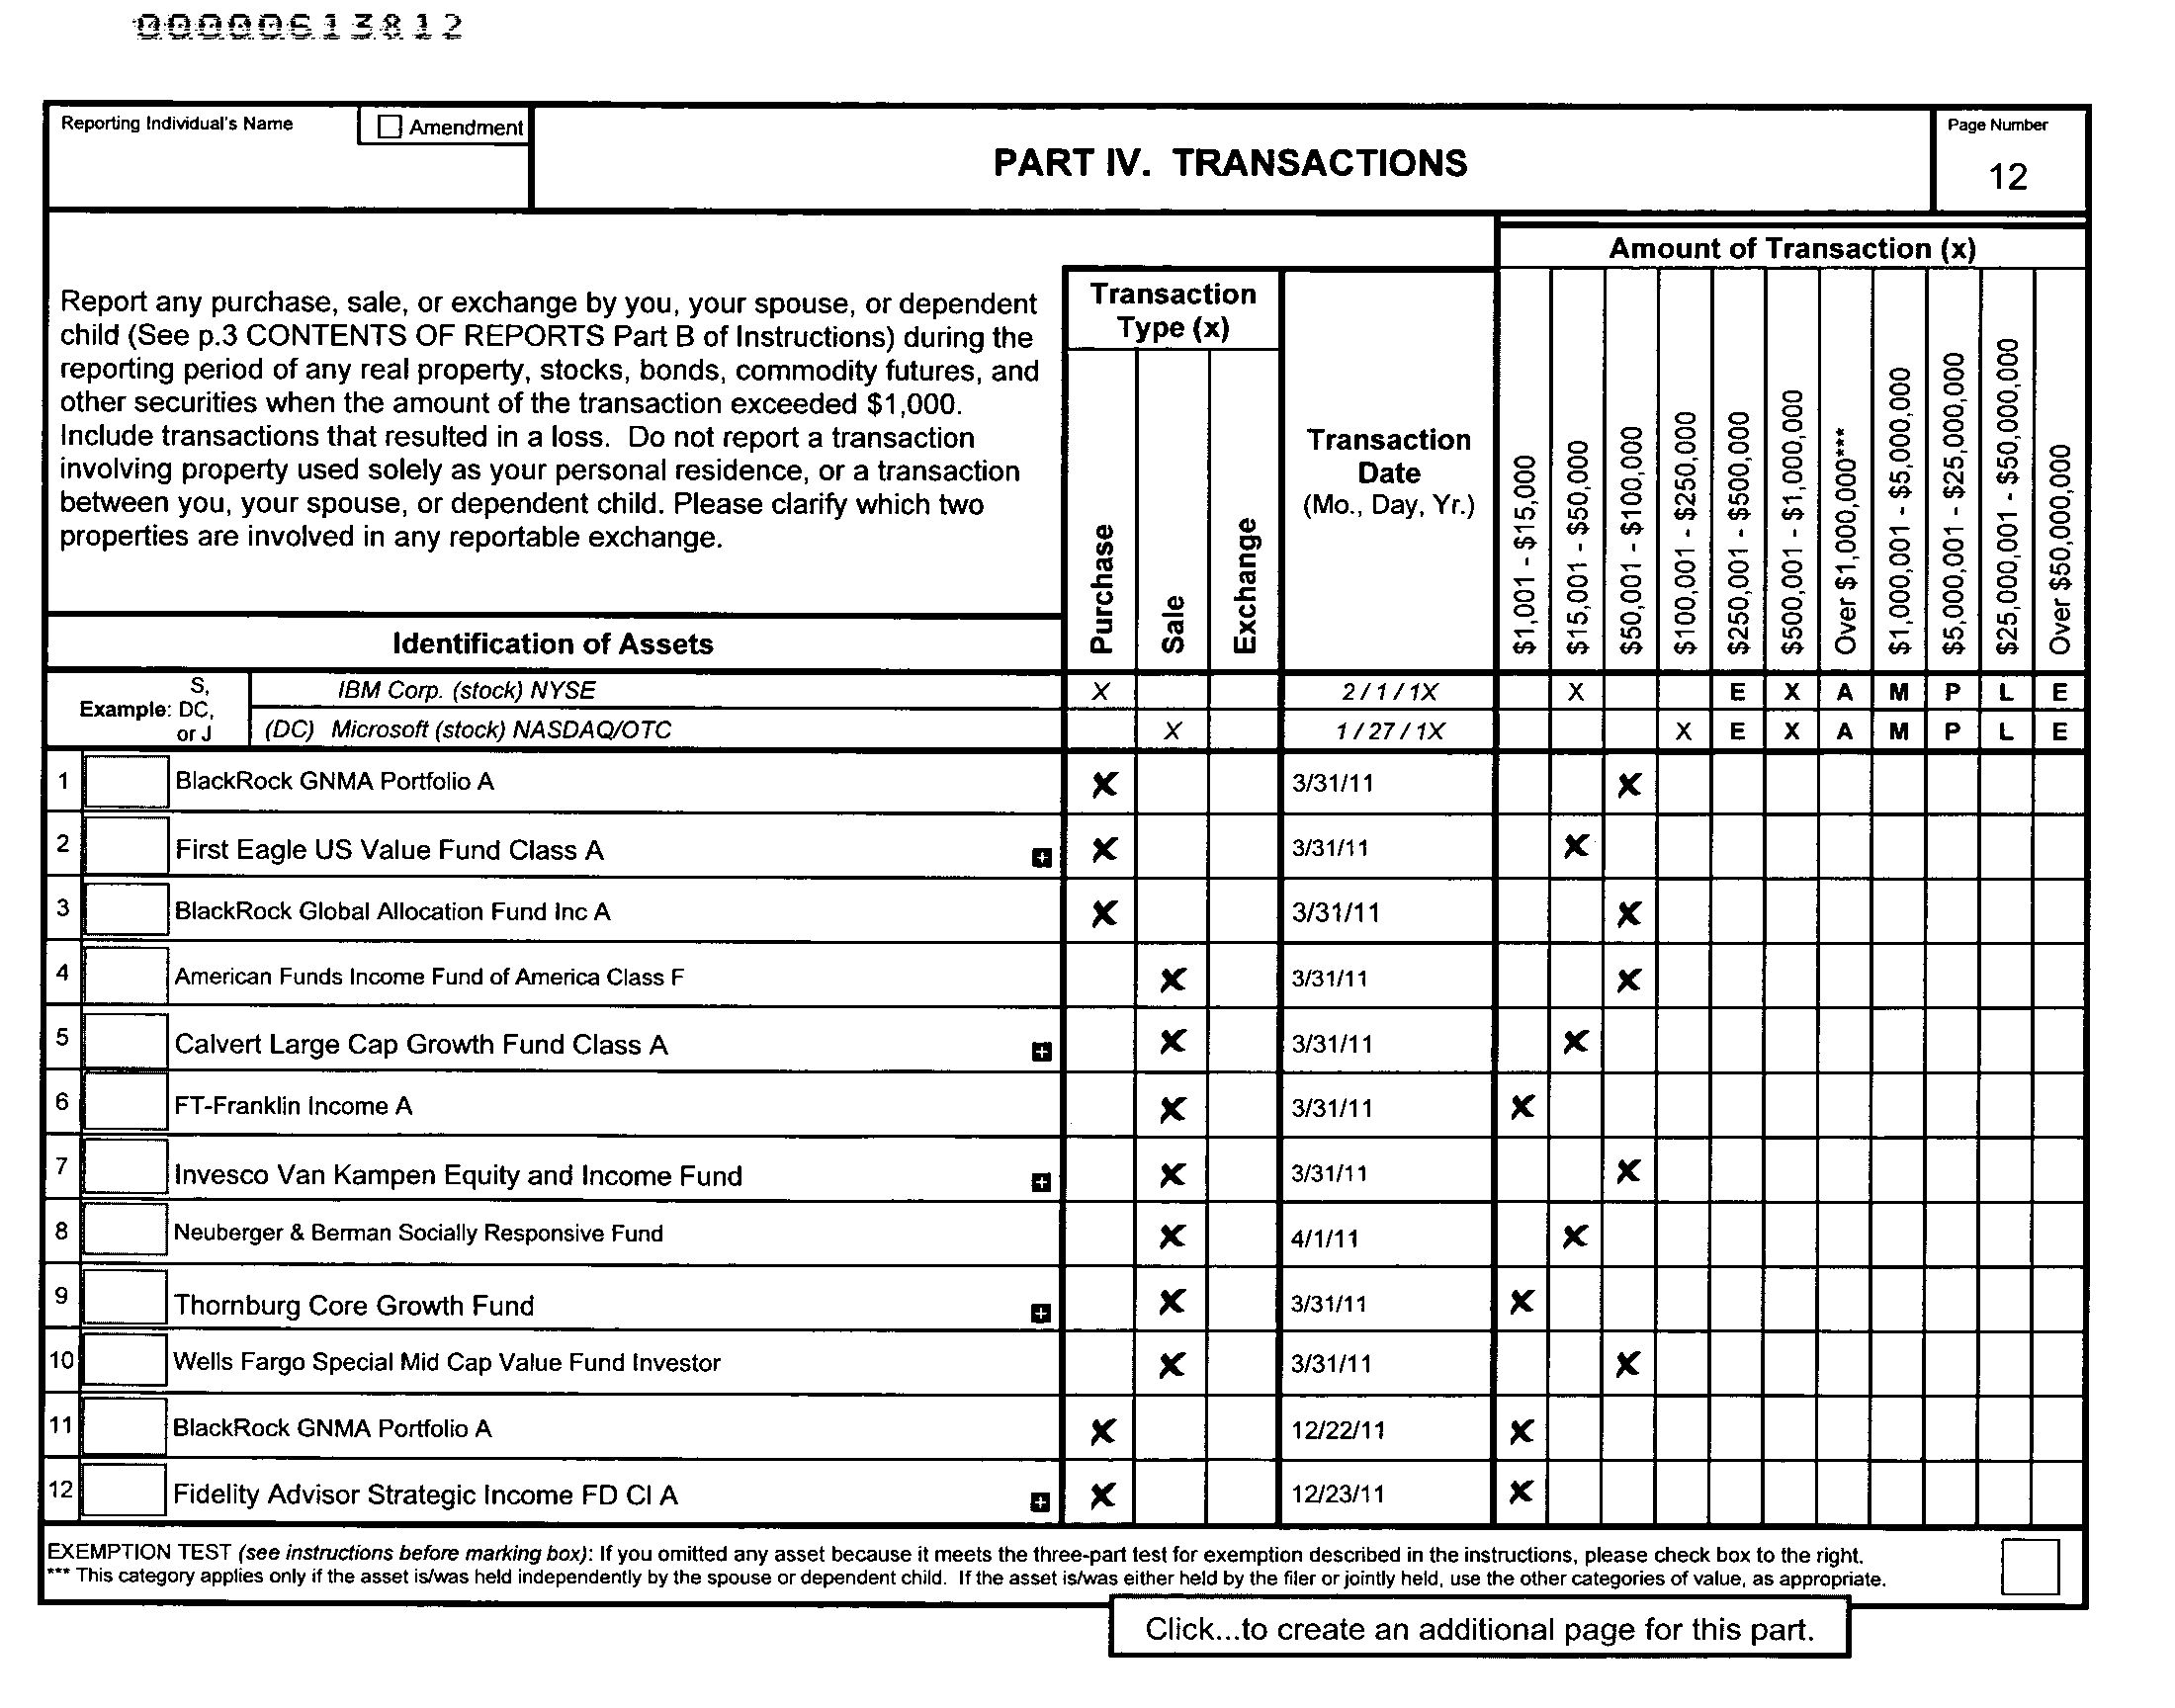 00000613812
Reporting Individual's Name
Amendment
PART IV. TRANSACTIONS
Page Number
12
Report any purchase, sale, or exchange by you, your spouse, or dependent
child (See p.3 CONTENTS OF REPORTS Part B of Instructions) during the
reporting period of any real property, stocks, bonds, commodity futures, and
other securities when the amount of the transaction exceeded $1,000.
Include transactions that resulted in a loss. Do not report a transaction
involving property used solely as your personal residence, or a transaction
between you, your spouse, or dependent child. Please clarify which two
properties are involved in any reportable exchange.
Identification of Assets
Transaction
Type (x)
Purchase
Sale
Exchange
Transaction
Date
(Mo., Day, Yr.)
Amount of Transaction (x)
$1,001 - $15,000
$15,001 - $50,000
$50,001 - $100,000
$100,001 - $250,000
$250,001 - $500,000
$500,001 - $1,000,000
Over $1,000,000***
$1,000,001 - $5,000,000
$5,000,001 - $25,000,000
$25,000,001 - $50,000,000
Over $50,000,000
Example: S, DC, or J
IBM Corp. (stock) NYSE X 2/1/1X X E X A M P L E
(DC) Microsoft (stock) NASDAQ/OTC X 1/27/1X X E X A M P L E
1 BlackRock GNMA Portfolio A X 3/31/11 X
2 First Eagle US Value Fund Class A + X 3/31/11 X
3 BlackRock Global Allocation Fund Inc A X 3/31/11 X
4 American Funds Income Fund of America Class F X 3/31/11 X
5 Calvert Large Cap Growth Fund Class A + X 3/31/11 X
6 FT-Franklin Income A X 3/31/11 X
7 Invesco Van Kampen Equity and Income Fund + X 3/31/11 X
8 Neuberger & Berman Socially Responsive Fund X 4/1/11 X
9 Thornburg Core Growth Fund + X 3/31/11 X
10 Wells Fargo Special Mid Cap Value Fund Investor X 3/31/11 X
11 BlackRock GNMA Portfolio A X 12/22/11 X
12 Fidelity Advisor Strategic Income FD Cl A + X 12/23/11 X
EXEMPTION TEST (see instructions before marking box): If you omitted any asset because it meets the three-part test for exemption described in the instructions, please check box to the right.
*** This category applies only if the asset is/was held independently by the spouse or dependent child. If the asset is/was either held by the filer or jointly held, use the other categories of value, as appropriate.
Click...to create an additional page for this part.